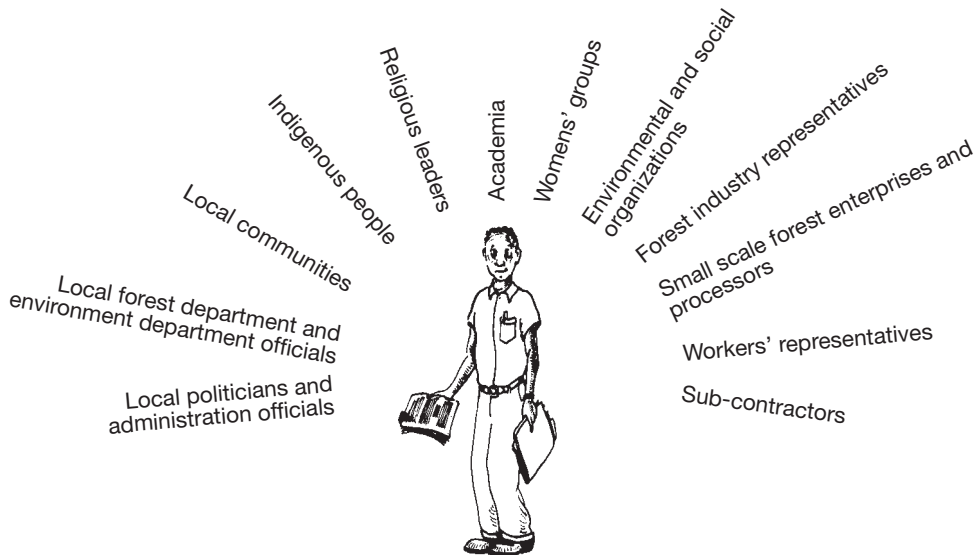 Local politicians and
administration officials
Local forest department and
environment department officials
Local communities
Indigenous people
Religious leaders
Academia
Womens' groups
Environmental and social
organizations
Forest industry representatives
Small scale forest enterprises and
processors
Workers' representatives
Sub-contractors